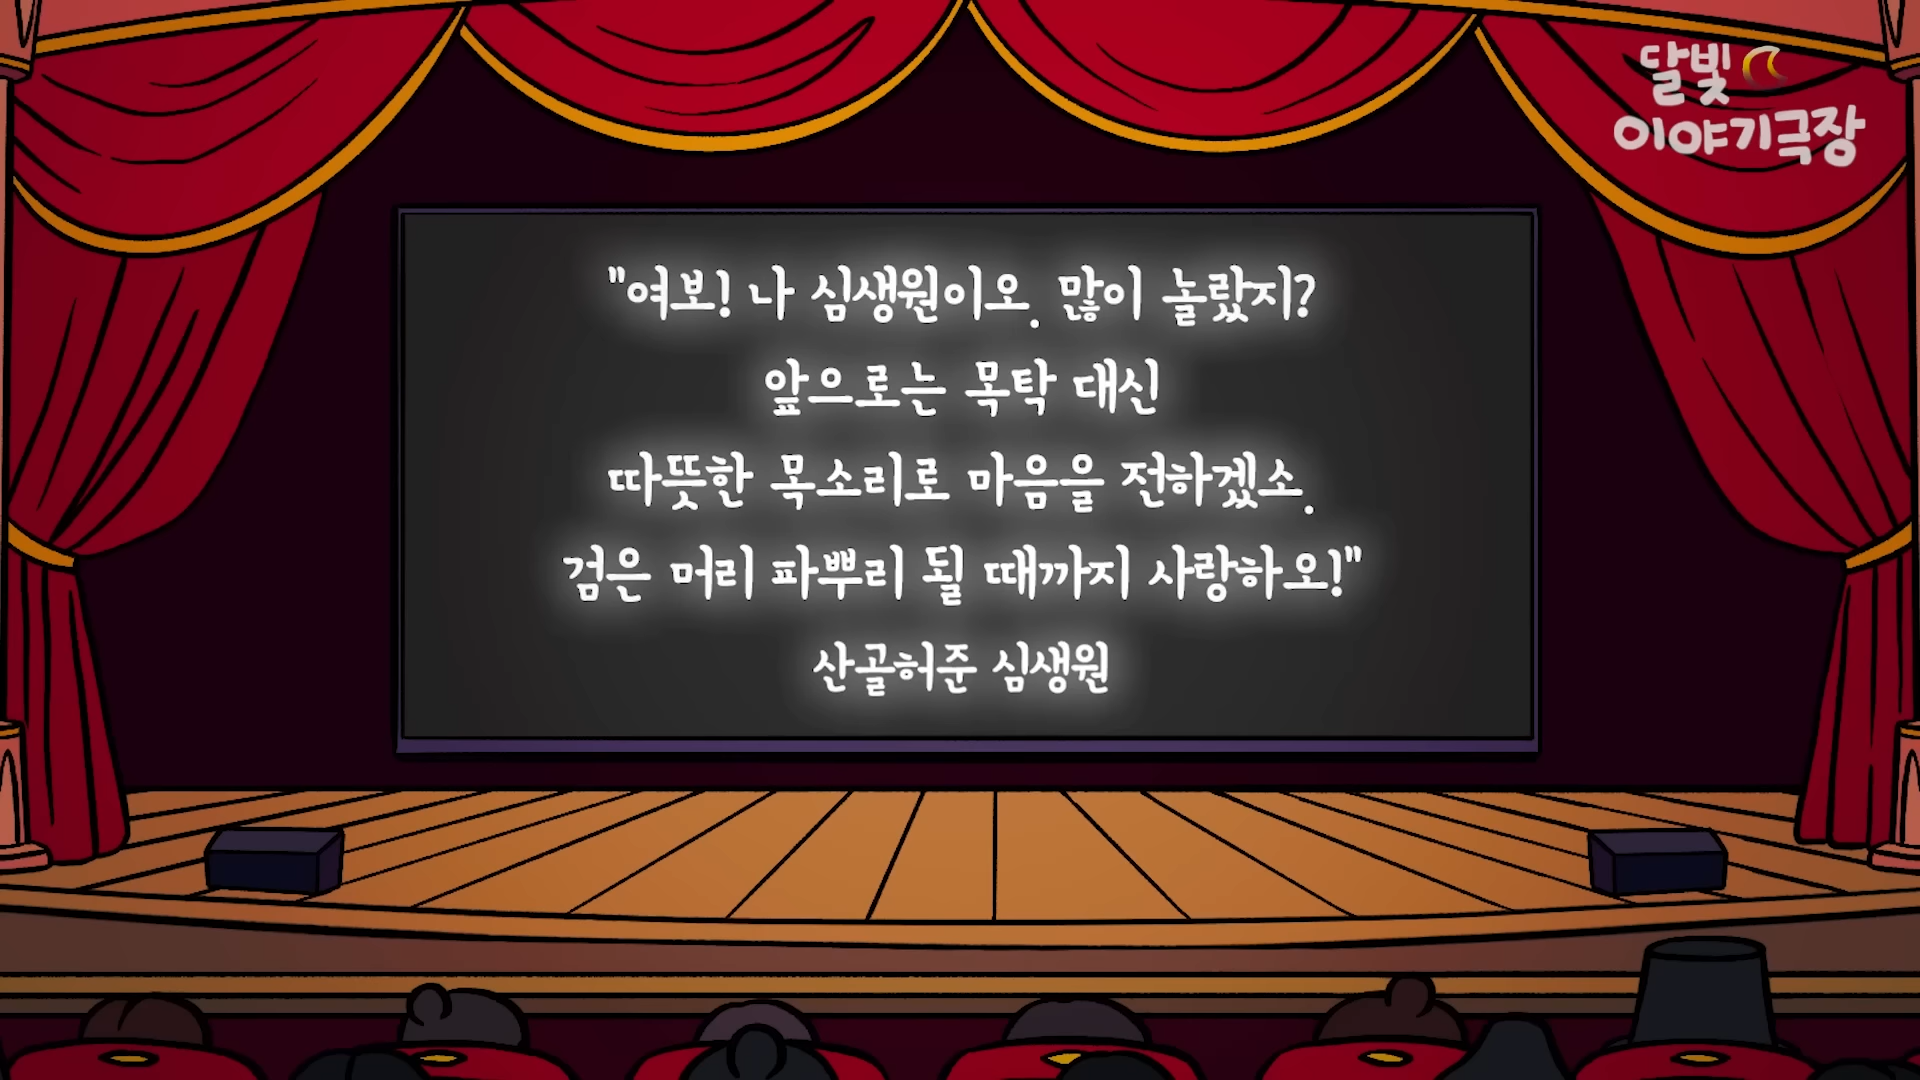 달빛
이야기극장
"여보! 나 심생원이오. 많이 놀랐지?
앞으로는 목탁 대신
따뜻한 목소리로 마음을 전하겠소.
검은 머리 파뿌리 될 때까지 사랑하오!"
산골허준 심생원